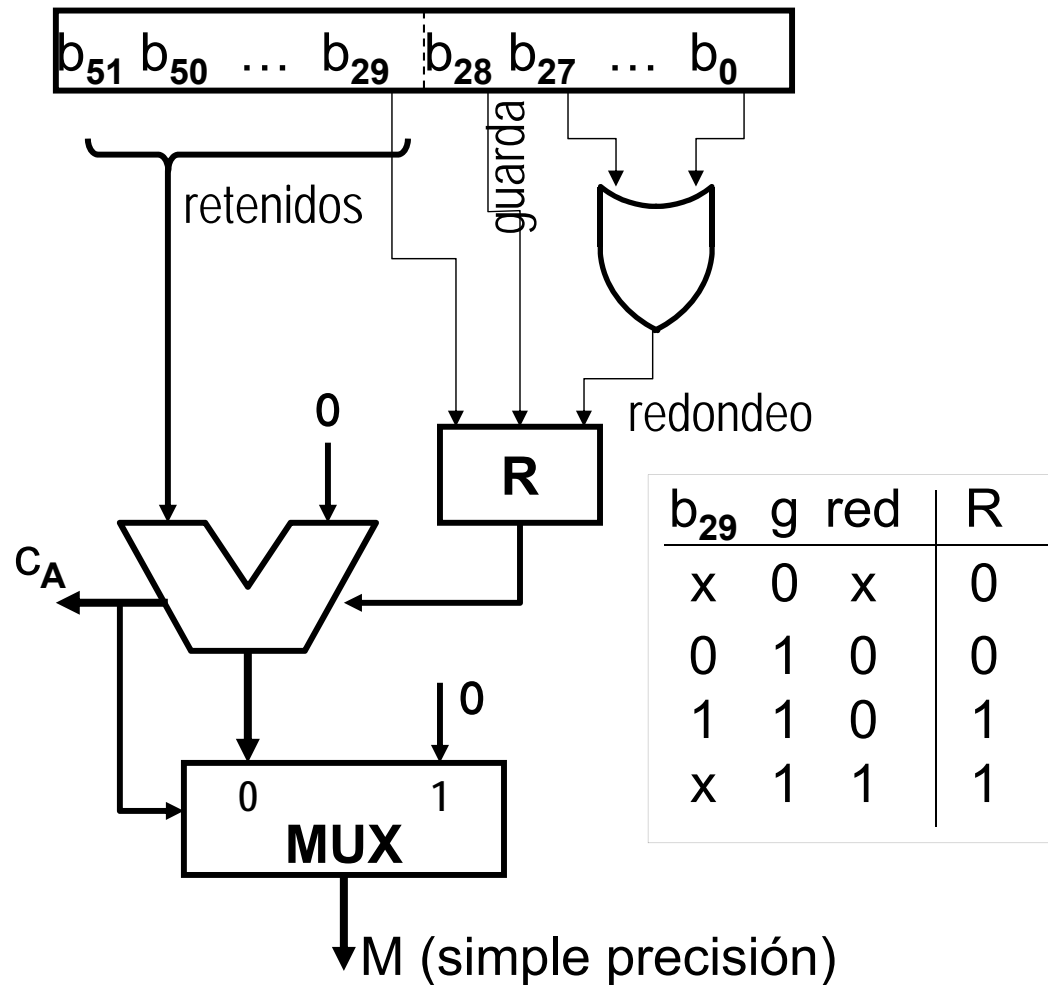 b51 b50 … b29 b28 b27 … b0
guarda
retenidos
redondeo
0
R
b29 g red R
x 0 x 0
0 1 0 0
1 1 0 1
x 1 1 1
cA
0
0 1
MUX
M (simple precisión)